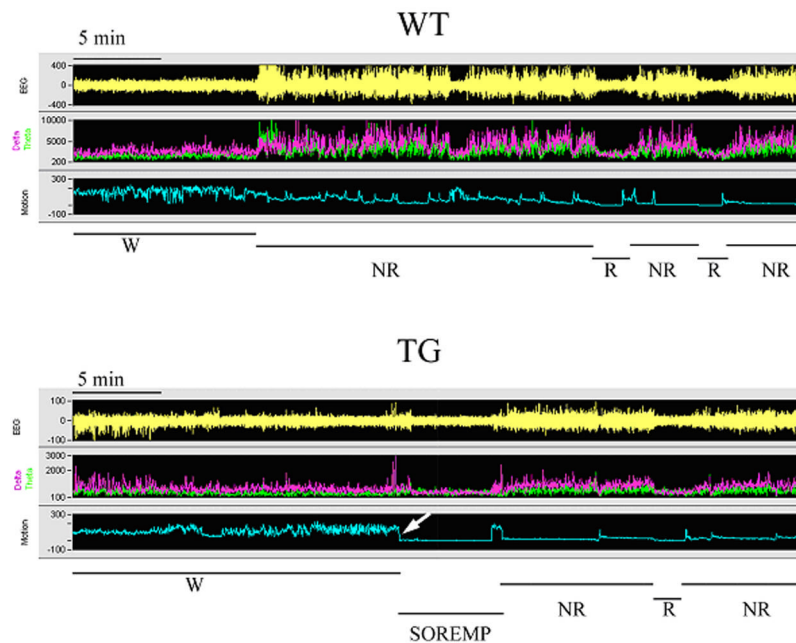 WT
5 min
EEG
400
0
-400
Delta
Theta
10000
5000
200
Motion
300
-100
W
NR
R
NR
R
NR
TG
5 min
EEG
100
0
-100
Delta
Theta
3000
2000
100
Motion
300
-100
W
SOREMP
NR
R
NR